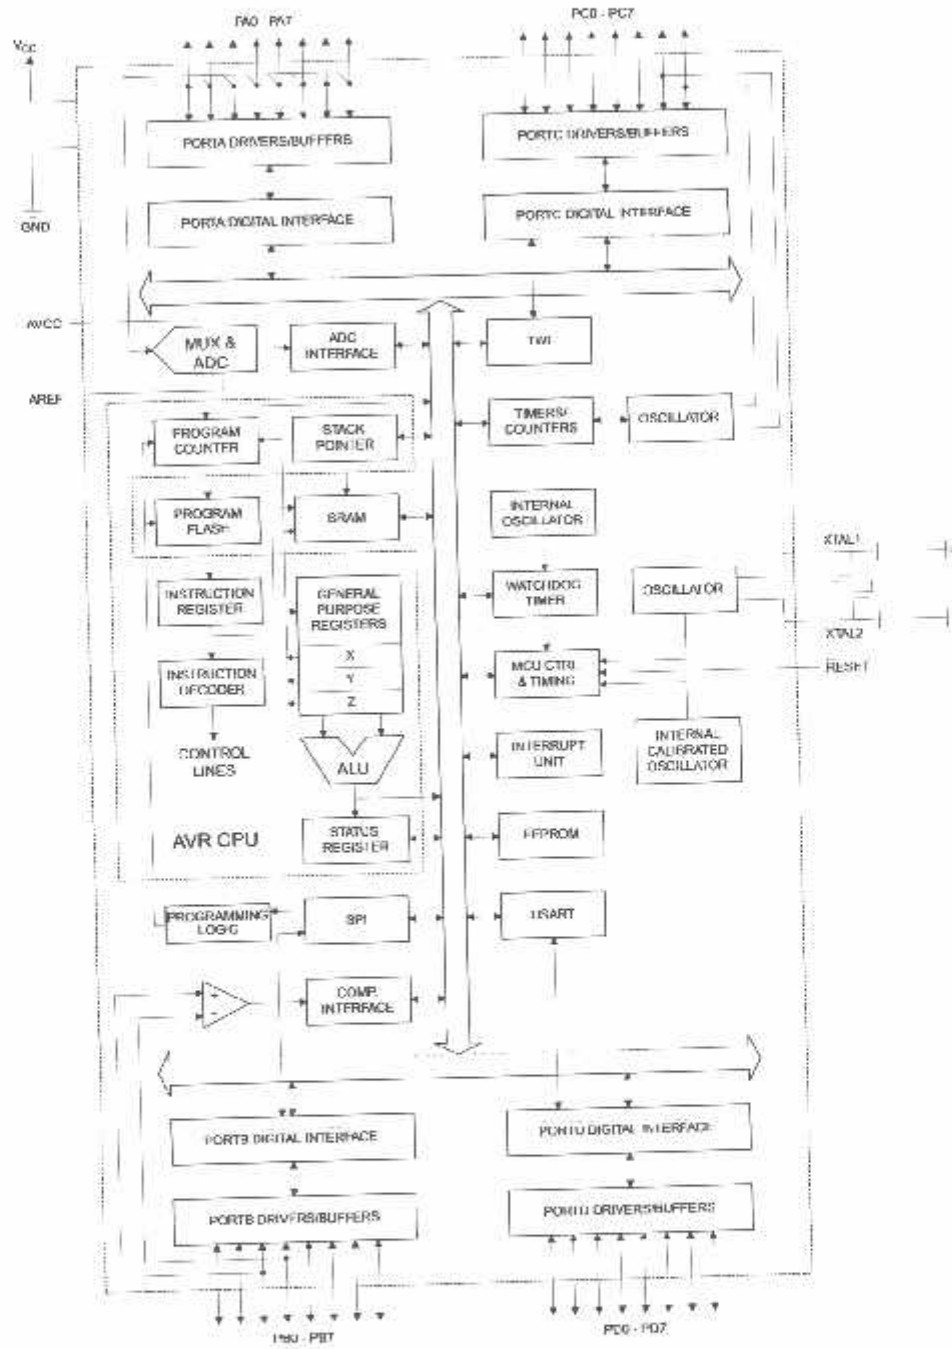 PA0 - PA7
PC0 - PC7
VCC
PORTA DRIVERS/BUFFERS
PORTC DRIVERS/BUFFERS
PORTA DIGITAL INTERFACE
PORTC DIGITAL INTERFACE
GND
AVCC
MUX &
ADC
ADC
INTERFACE
TWI
AREF
PROGRAM
COUNTER
STACK
POINTER
TIMERS/
COUNTERS
OSCILLATOR
PROGRAM
FLASH
SRAM
INTERNAL
OSCILLATOR
XTAL1
INSTRUCTION
REGISTER
GENERAL
PURPOSE
REGISTERS
WATCHDOG
TIMER
OSCILLATOR
XTAL2
X
INSTRUCTION
DECODER
Y
MCU CTRL
& TIMING
RESET
Z
CONTROL
LINES
ALU
INTERRUPT
UNIT
INTERNAL
CALIBRATED
OSCILLATOR
AVR CPU
STATUS
REGISTER
EEPROM
PROGRAMMING
LOGIC
SPI
USART
+
-
COMP.
INTERFACE
PORTB DIGITAL INTERFACE
PORTD DIGITAL INTERFACE
PORTB DRIVERS/BUFFERS
PORTD DRIVERS/BUFFERS
PB0 - PB7
PD0 - PD7